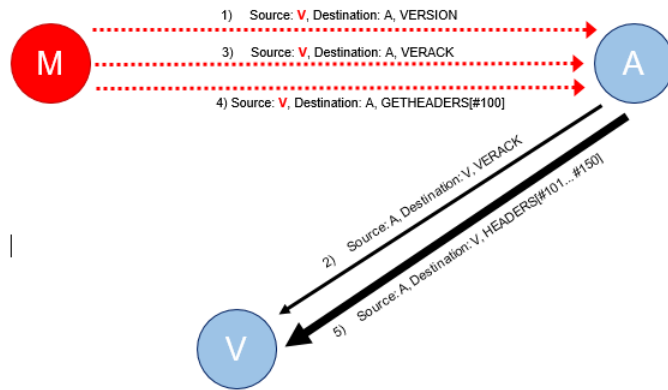 1) Source: V, Destination: A, VERSION
M
3) Source: V, Destination: A, VERACK
A
4) Source: V, Destination: A, GETHEADERS[#100]
2) Source: A, Destination: V, VERACK
5) Source: A, Destination: V, HEADERS[#101...#150]
V